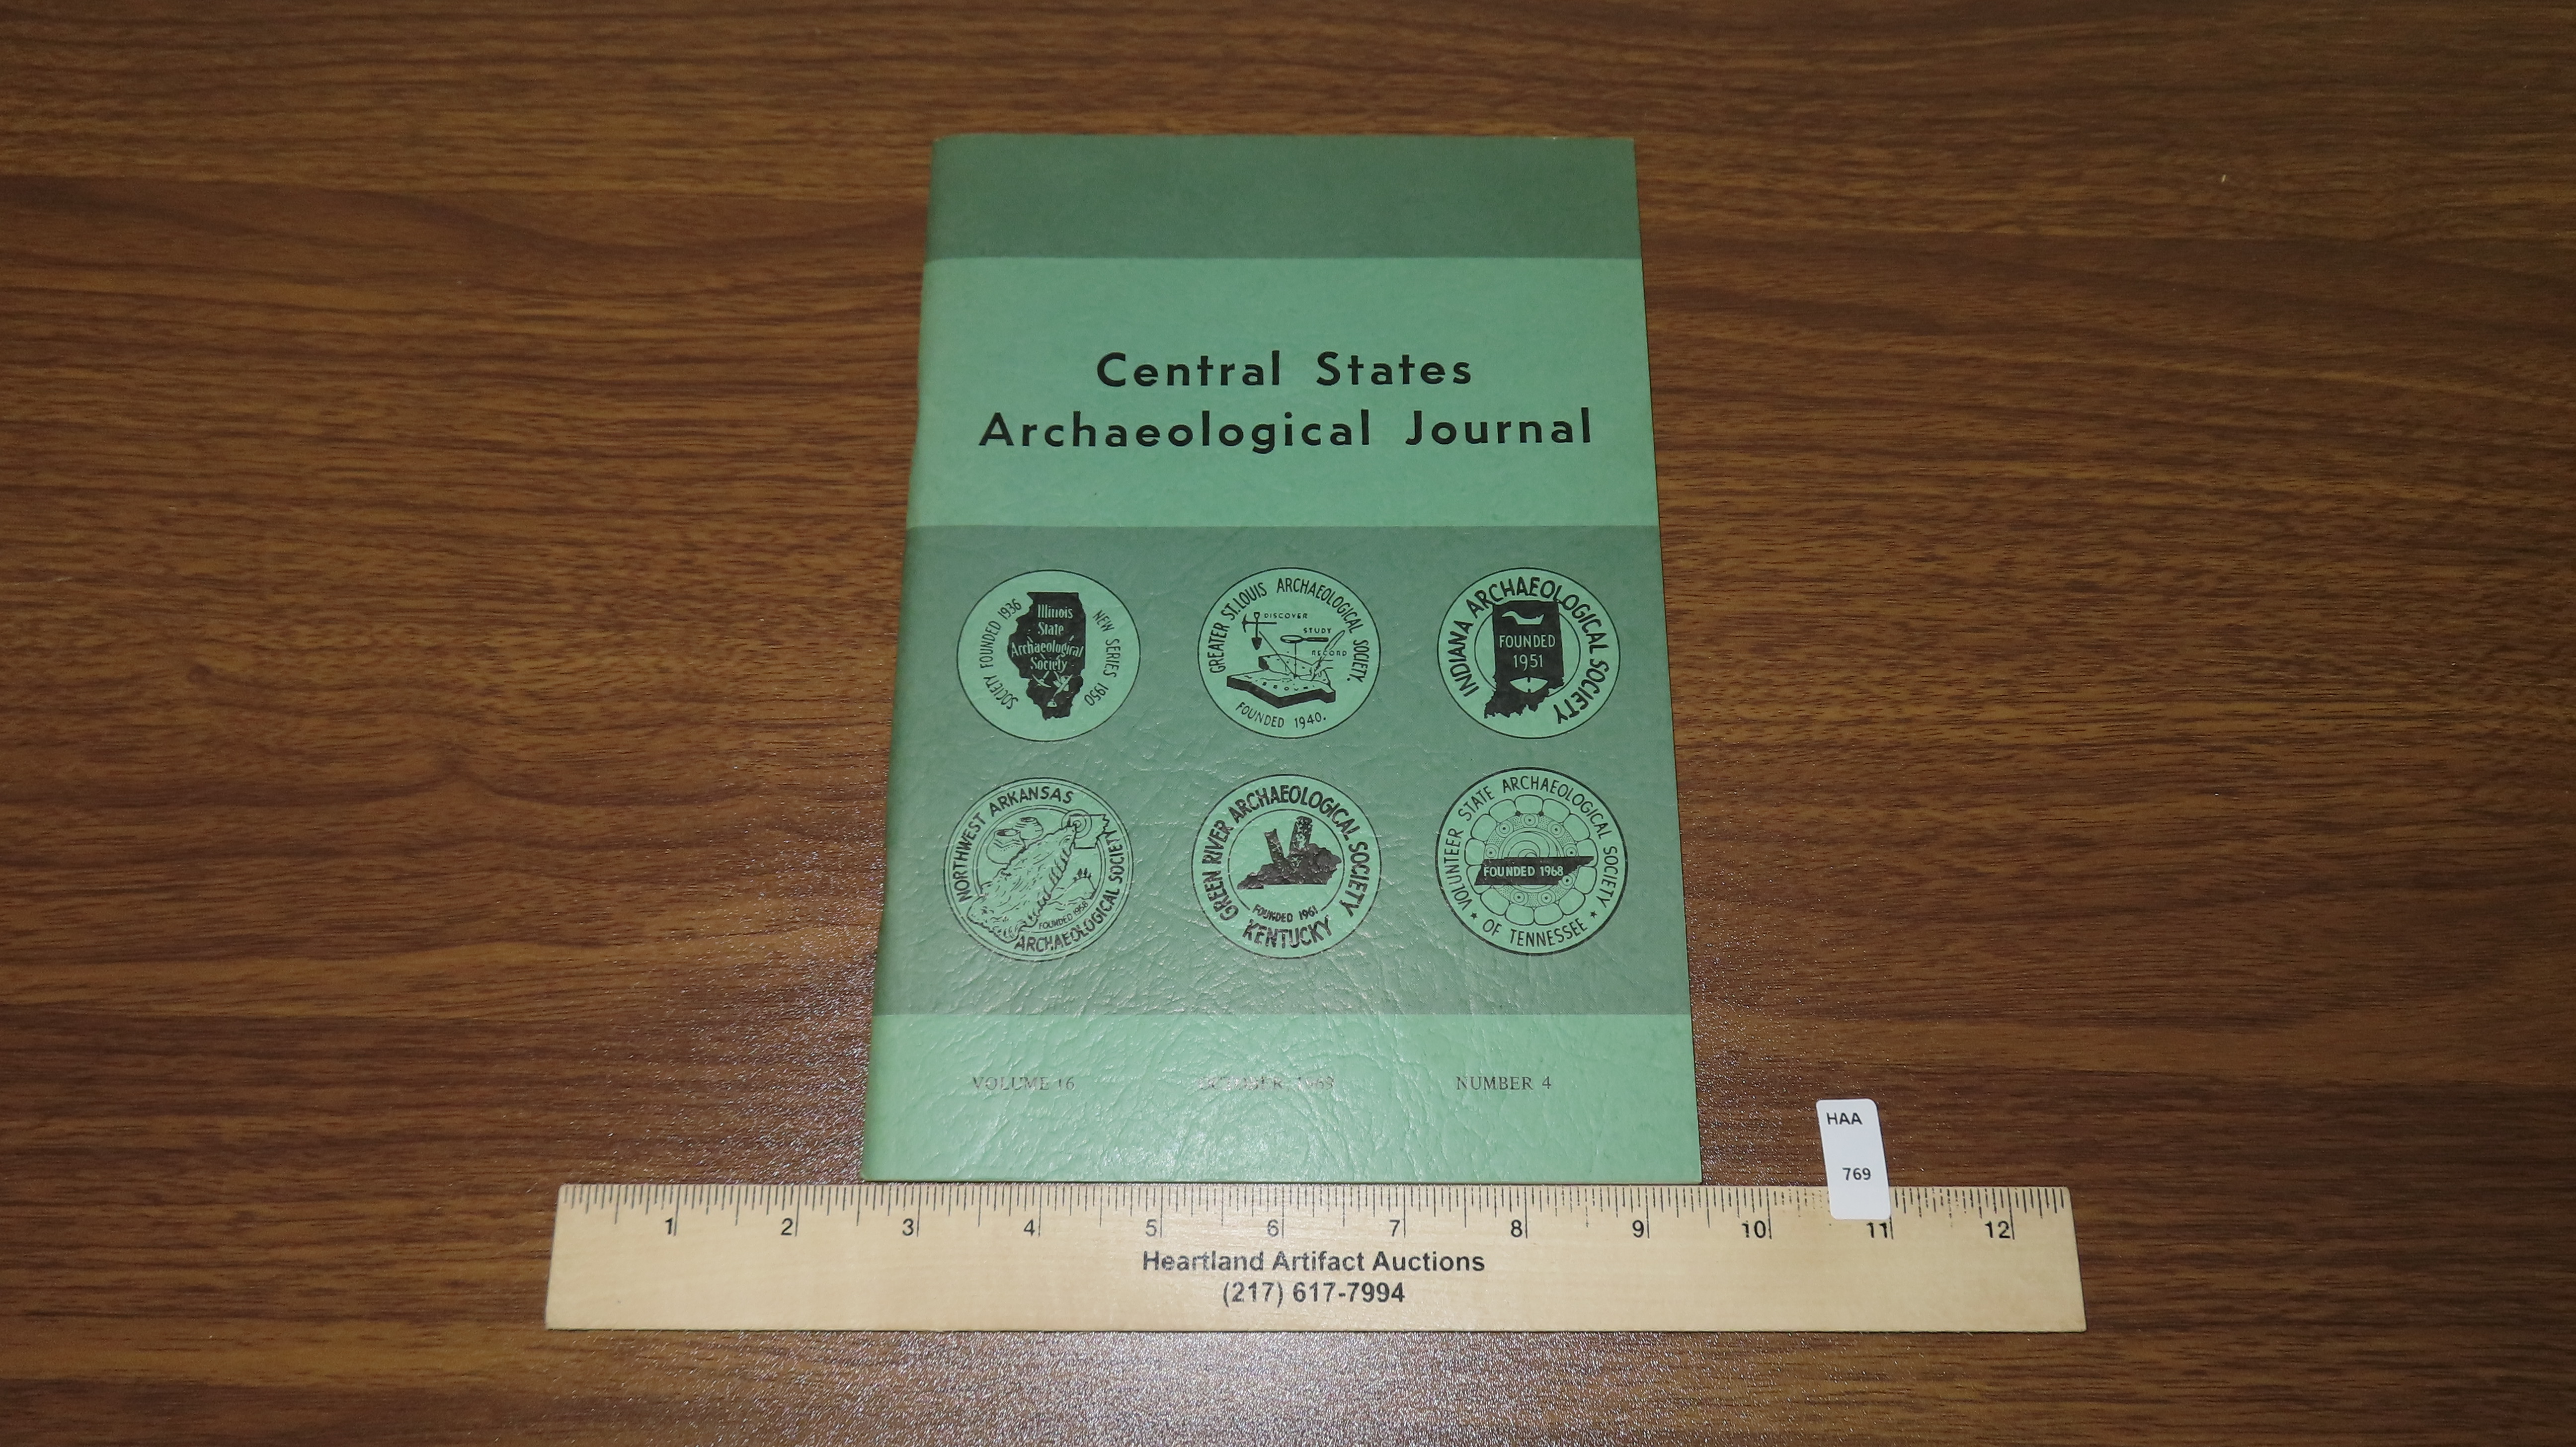 Central States
Archaeological Journal
SOCIETY FOUNDED 1936
Illinois
State
Archaeological
Society
NEW SERIES 1950
GREATER ST. LOUIS ARCHAEOLOGICAL SOCIETY.
DISCOVER
STUDY
RECORD
FOUNDED 1940.
INDIANA ARCHAEOLOGICAL SOCIETY
FOUNDED
1951
NORTHWEST ARKANSAS
ARCHAEOLOGICAL SOCIETY
FOUNDED
GREEN RIVER ARCHAEOLOGICAL SOCIETY
FOUNDED 1961
KENTUCKY
VOLUNTEER STATE ARCHAEOLOGICAL SOCIETY
FOUNDED 1968
★ OF TENNESSEE ★
VOLUME 16 OCTOBER 1969 NUMBER 4
HAA
769
1 2 3 4 5 6 7 8 9 10 11 12
Heartland Artifact Auctions
(217) 617-7994